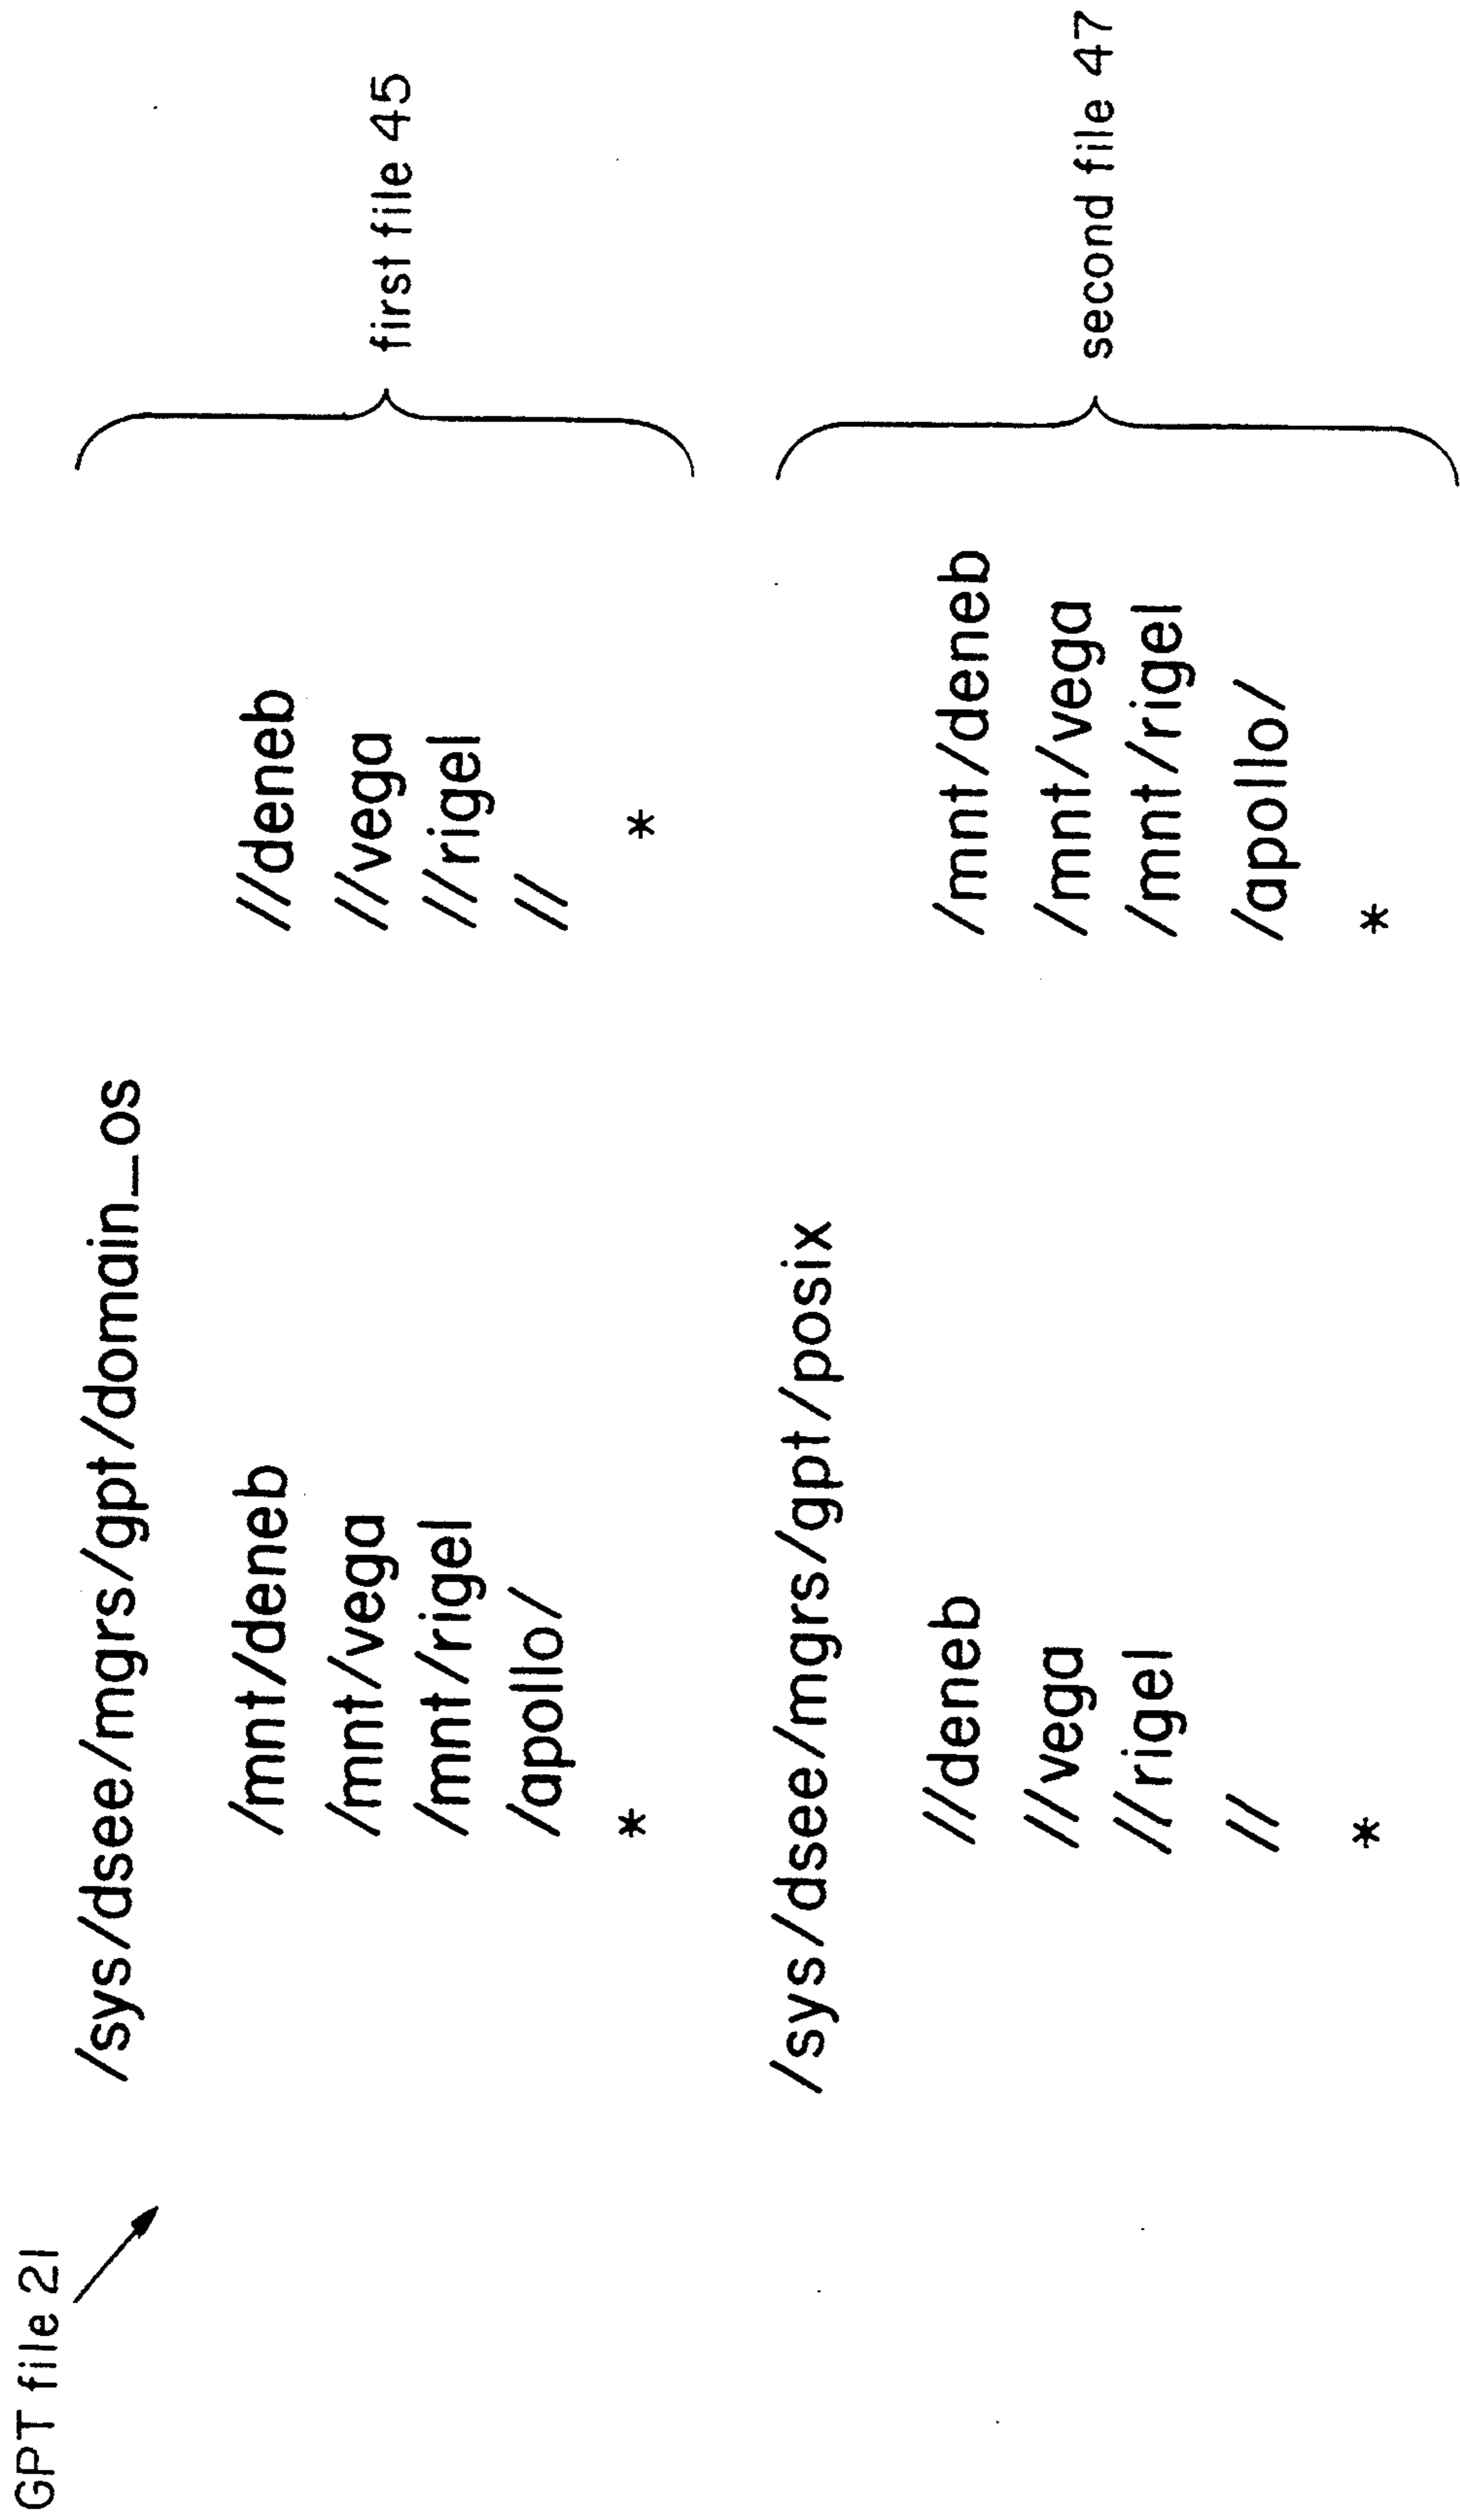 GPT file 21
/sys/dsee/mgrs/gpt/domain_os
/mnt/deneb //deneb
/mnt/vega //vega
/mnt/rigel //rigel
/apollo/ //
* *
first file 45
/sys/dsee/mgrs/gpt/posix
//deneb /mnt/deneb
//vega /mnt/vega
//rigel /mnt/rigel
// /apollo/
* *
second file 47